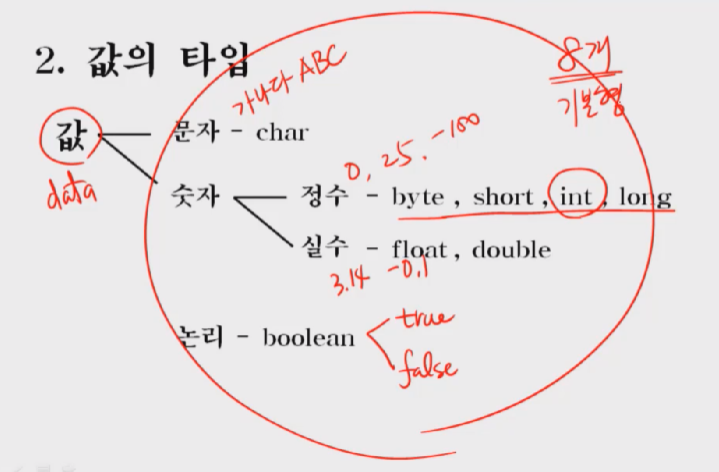 2. 값의 타입
가나다 ABC
8개
기본형
값
data
문자 - char
0, 25. -100
숫자
정수 - byte, short, int, long
실수 - float, double
3.14 -0.1
논리 - boolean
true
false